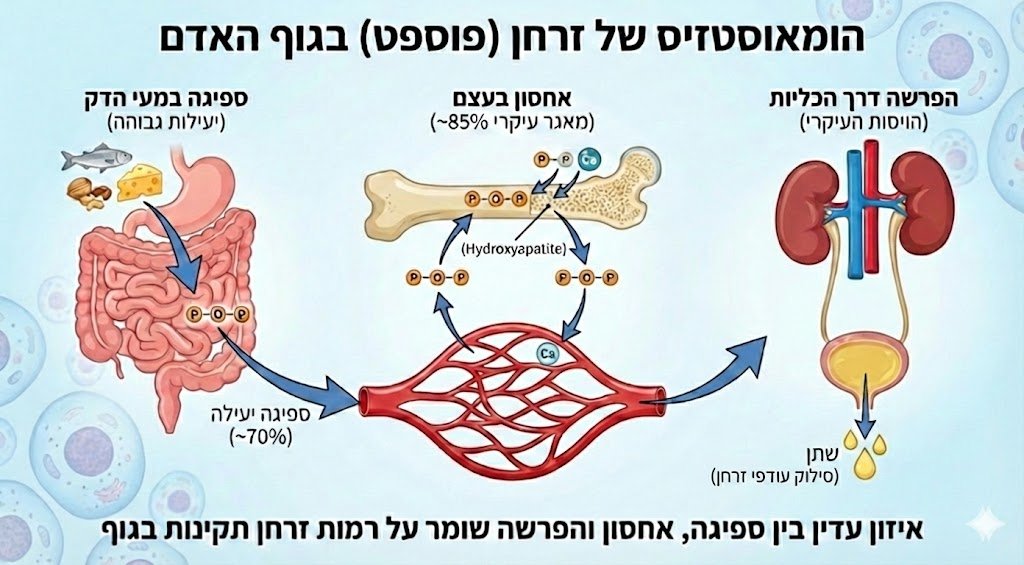 הומאוסטזיס של זרחן (פוספט) בגוף האדם
ספיגה במעי הדק
(יעילות גבוהה)
אחסון בעצם
(מאגר עיקרי ~85%)
הפרשה דרך הכליות
(הויסות העיקרי)
P-P Ca
P-O-P
(Hydroxyapatite)
P-O-P
P-O-P
P-O-P
Ca
ספיגה יעילה
(~70%)
שתן
(סילוק עודפי זרחן)
איזון עדין בין ספיגה, אחסון והפרשה שומר על רמות זרחן תקינות בגוף